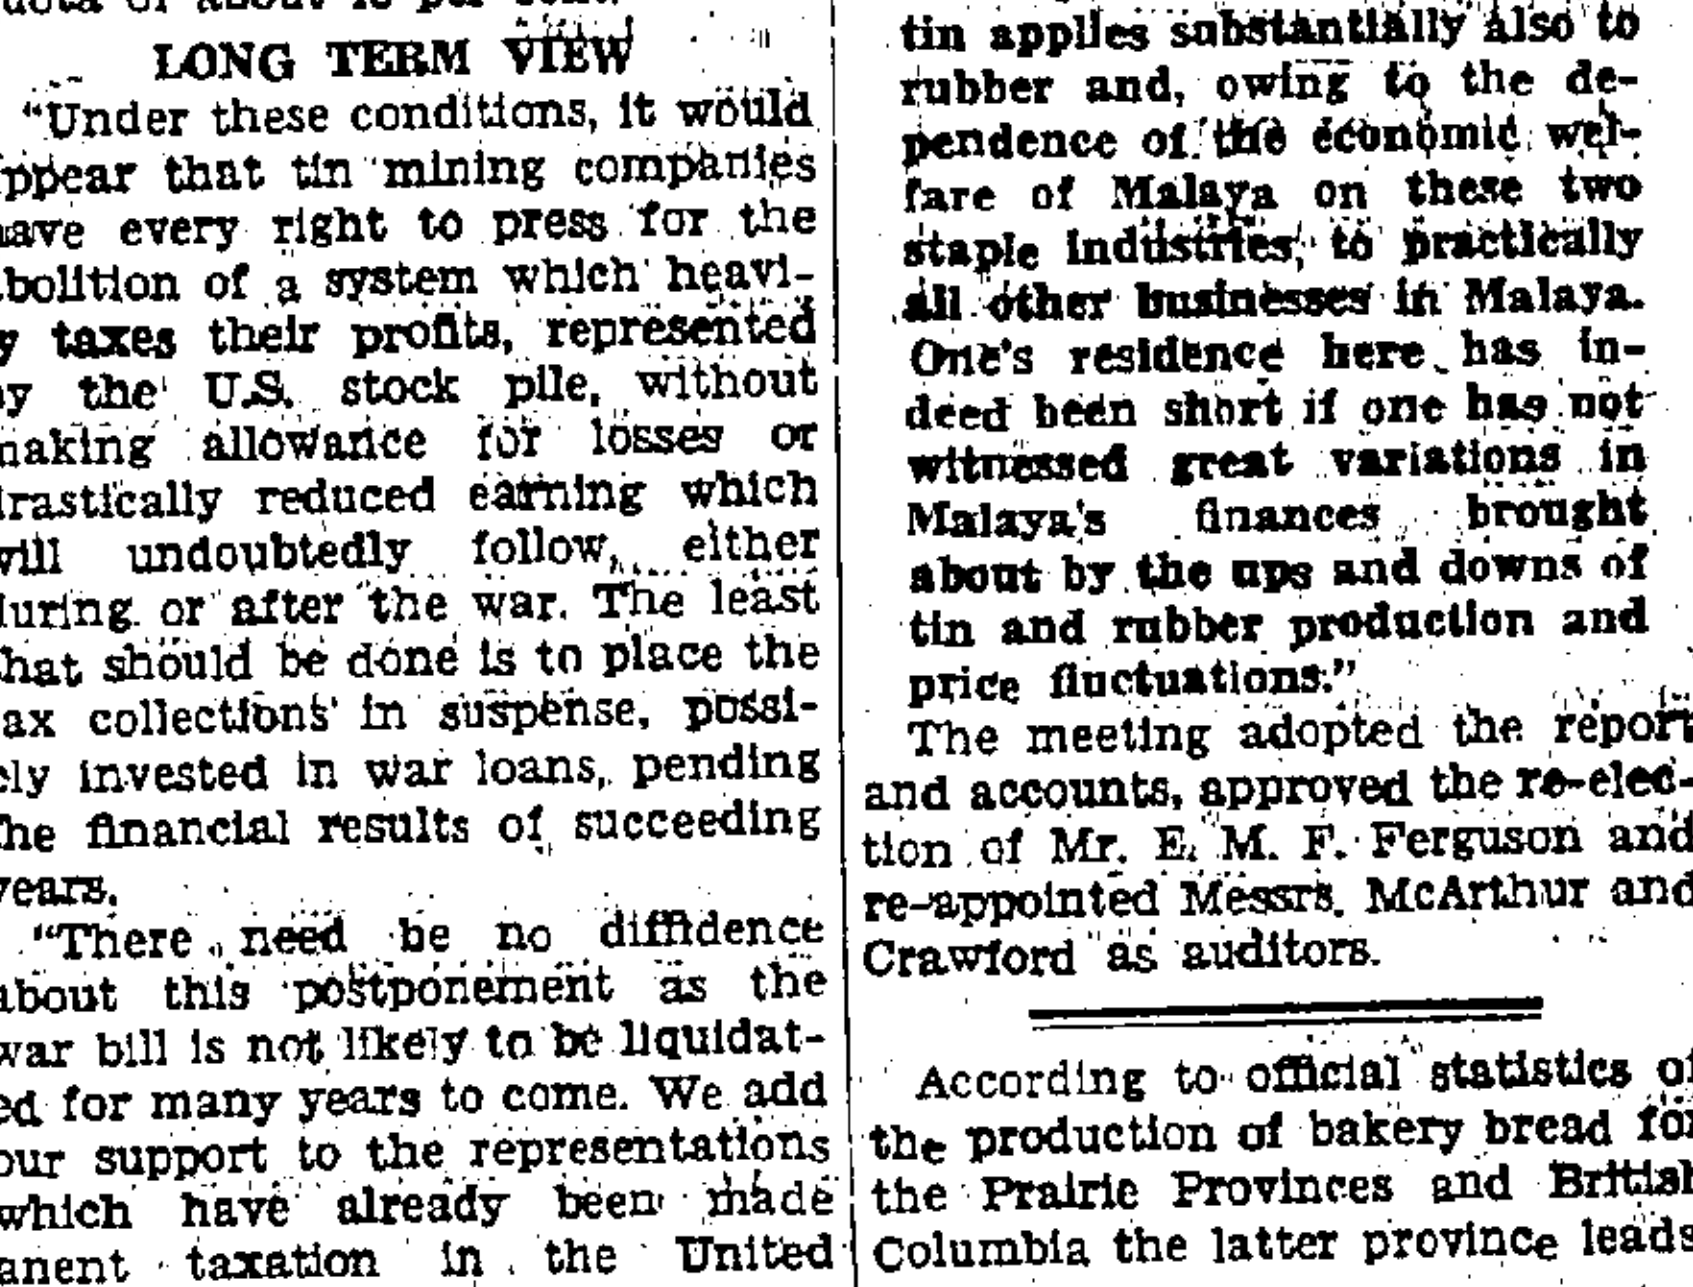 LONG TERM VIEW
“Under these conditions, it would
ppear that tin mining companies
ave every right to press for the
bolition of a system which heavi-
y taxes their profits, represented
y the U.S. stock pile, without
naking allowance for losses or
drastically reduced earning which
will undoubtedly follow, either
during or after the war. The least
hat should be done is to place the
ax collections in suspense, possi-
ly invested in war loans, pending
the financial results of succeeding
years.
“There need be no diffidence
about this postponement as the
war bill is not likely to be liquidat-
ed for many years to come. We add
our support to the representations
which have already been made
anent taxation in the United
tin applies substantially also to
rubber and, owing to the de-
pendence of the economic wel-
fare of Malaya on these two
staple industries, to practically
all other businesses in Malaya.
One's residence here has in-
deed been short if one has not
witnessed great variations in
Malaya's finances brought
about by the ups and downs of
tin and rubber production and
price fluctuations.”
The meeting adopted the report
and accounts, approved the re-elec-
tion of Mr. E. M. F. Ferguson and
re-appointed Messrs. McArthur and
Crawford as auditors.
According to official statistics of
the production of bakery bread for
the Prairie Provinces and British
Columbia the latter province leads